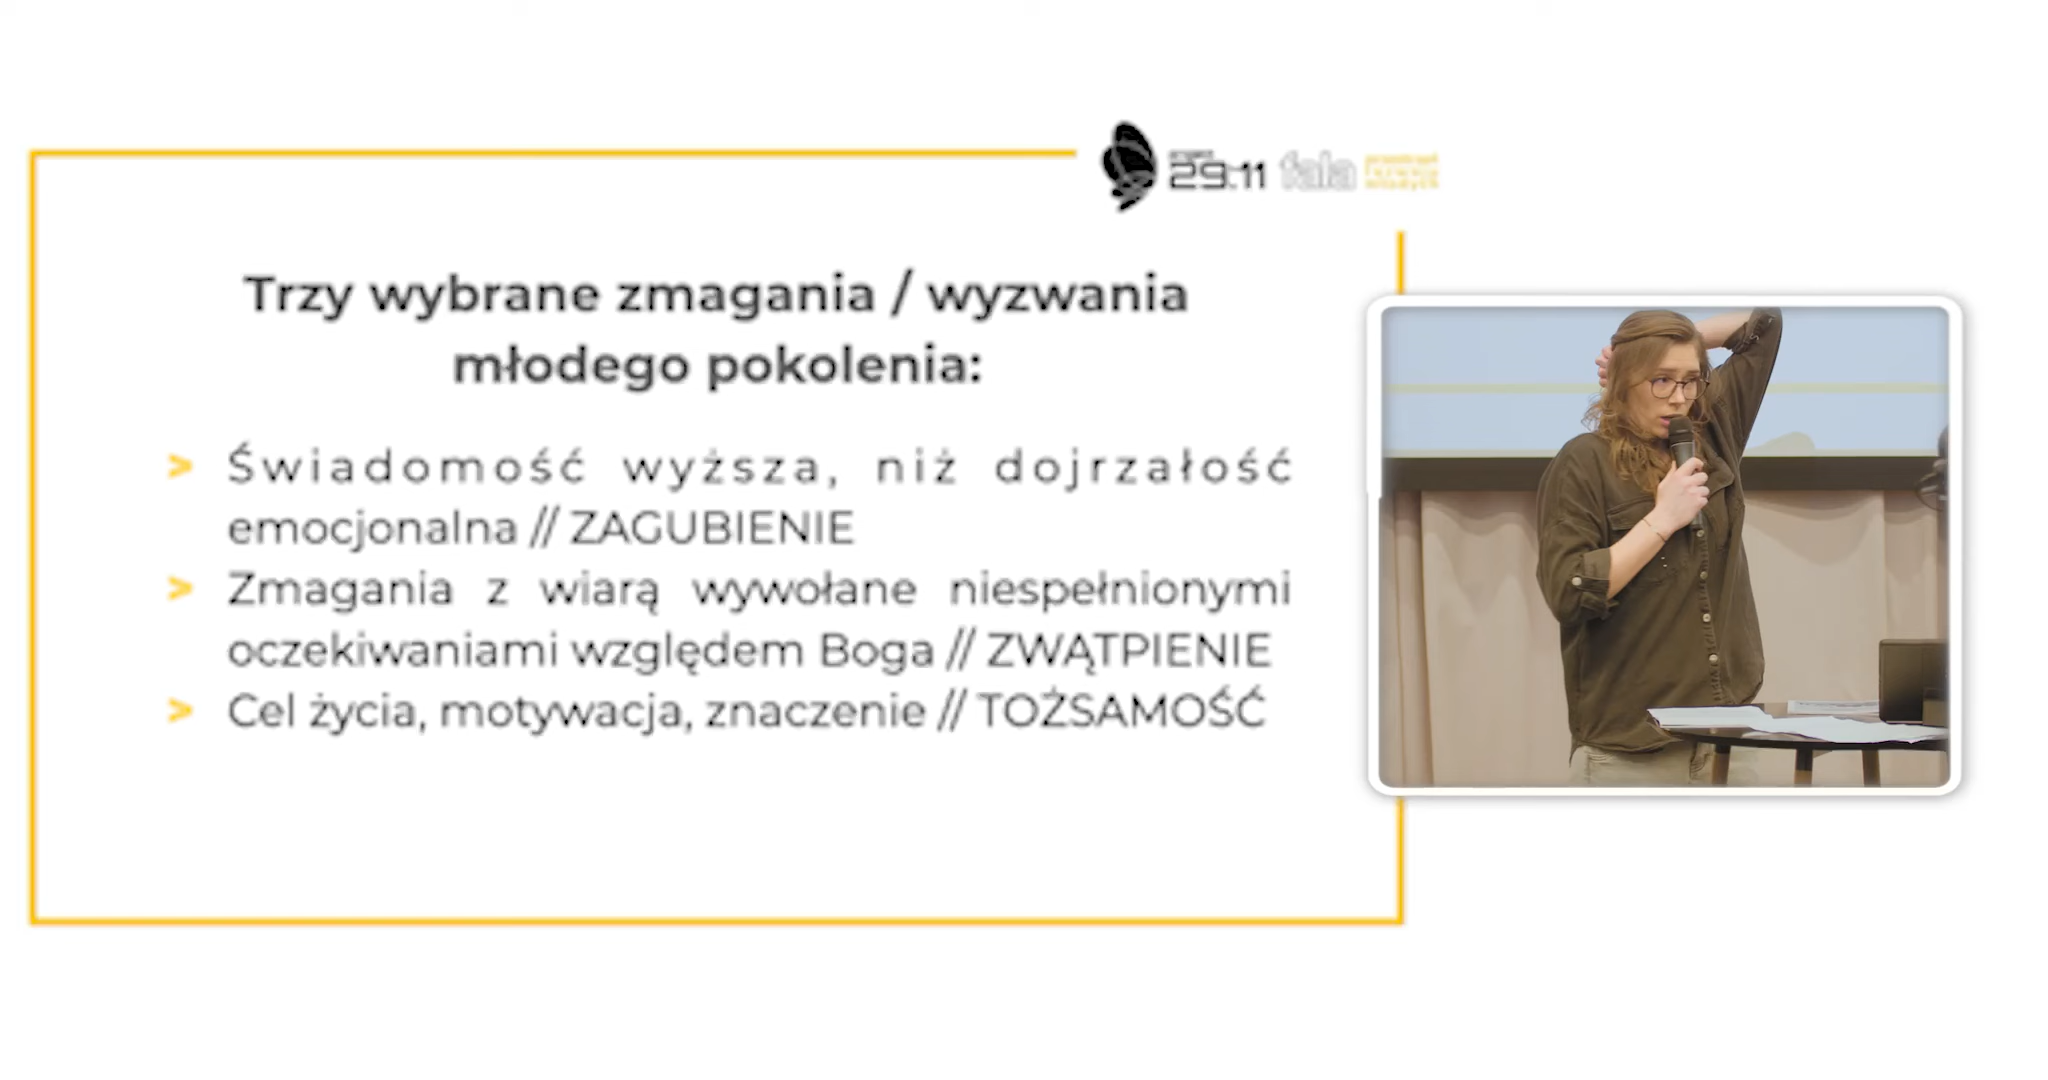 29:11 fala
Trzy wybrane zmagania / wyzwania
młodego pokolenia:
> Świadomość wyższa, niż dojrzałość
emocjonalna // ZAGUBIENIE
> Zmagania z wiarą wywołane niespełnionymi
oczekiwaniami względem Boga // ZWĄTPIENIE
> Cel życia, motywacja, znaczenie // TOŻSAMOŚĆ